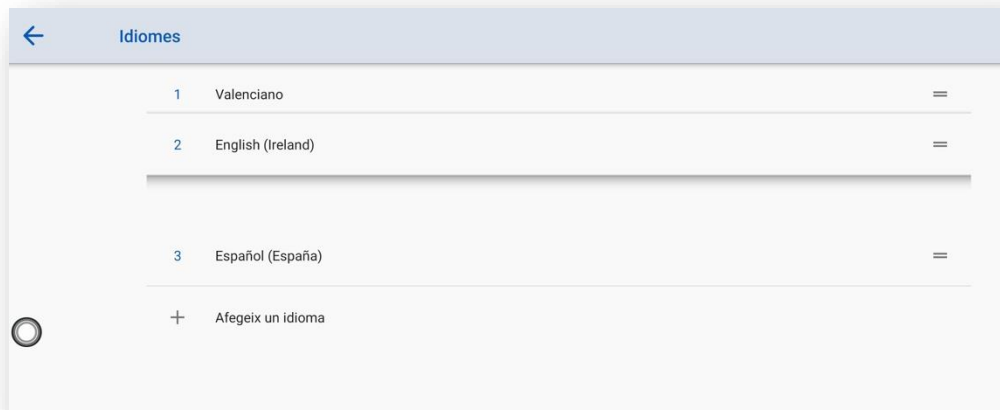 Idiomes
1 Valenciano
2 English (Ireland)
3 Español (España)
Afegeix un idioma